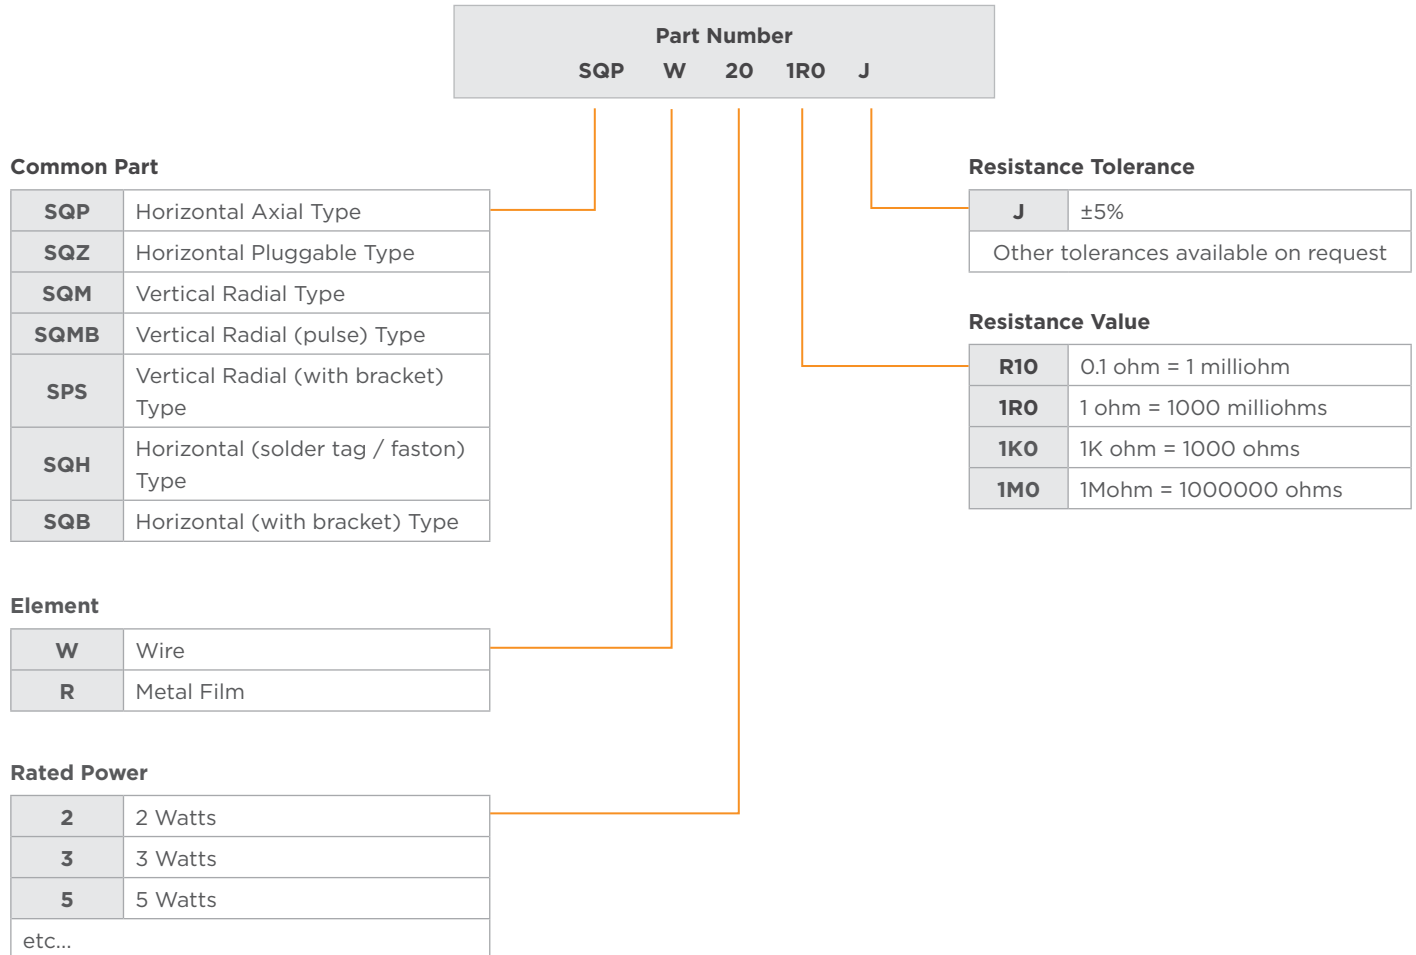 Part Number
SQP W 20 1R0 J
Common Part
SQP Horizontal Axial Type
SQZ Horizontal Pluggable Type
SQM Vertical Radial Type
SQMB Vertical Radial (pulse) Type
SPS Vertical Radial (with bracket)
Type
SQH Horizontal (solder tag / faston)
Type
SQB Horizontal (with bracket) Type
Element
W Wire
R Metal Film
Rated Power
2 2 Watts
3 3 Watts
5 5 Watts
etc...
Resistance Tolerance
J ±5%
Other tolerances available on request
Resistance Value
R10 0.1 ohm = 1 milliohm
1R0 1 ohm = 1000 milliohms
1K0 1K ohm = 1000 ohms
1M0 1Mohm = 1000000 ohms